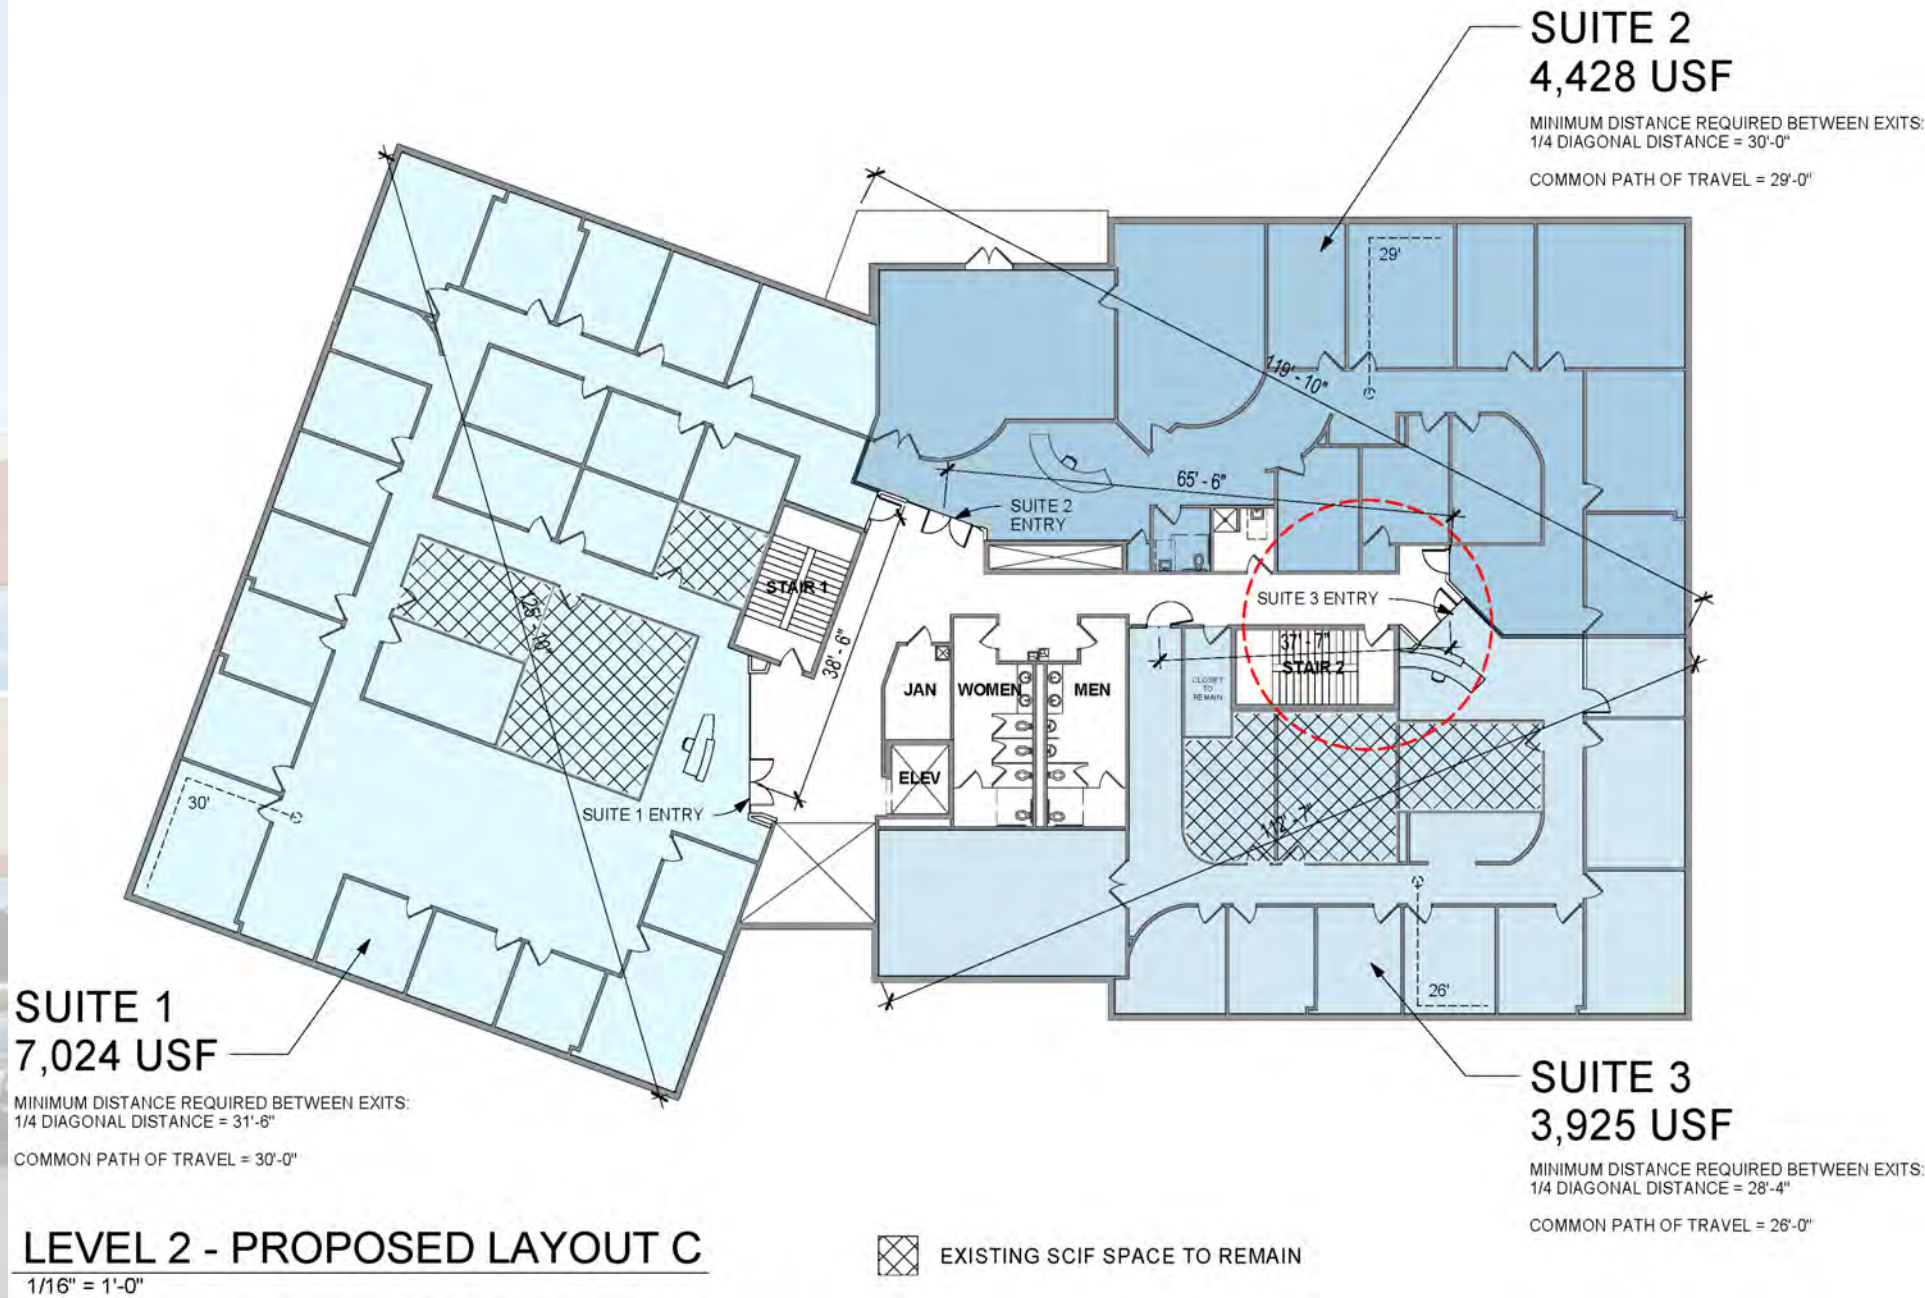 SUITE 2
4,428 USF
MINIMUM DISTANCE REQUIRED BETWEEN EXITS:
1/4 DIAGONAL DISTANCE = 30'-0"
COMMON PATH OF TRAVEL = 29'-0"
29'
119' - 10"
65' - 6"
SUITE 2
ENTRY
STAIR 1
125' - 10"
38' - 6"
SUITE 3 ENTRY
37' - 7"
STAIR 2
CLOSET
TO
REMAIN
JAN
WOMEN
MEN
ELEV
SUITE 1 ENTRY
30'
112' - 7"
26'
SUITE 1
7,024 USF
MINIMUM DISTANCE REQUIRED BETWEEN EXITS:
1/4 DIAGONAL DISTANCE = 31'-6"
COMMON PATH OF TRAVEL = 30'-0"
SUITE 3
3,925 USF
MINIMUM DISTANCE REQUIRED BETWEEN EXITS:
1/4 DIAGONAL DISTANCE = 28'-4"
COMMON PATH OF TRAVEL = 26'-0"
LEVEL 2 - PROPOSED LAYOUT C
1/16" = 1'-0"
EXISTING SCIF SPACE TO REMAIN